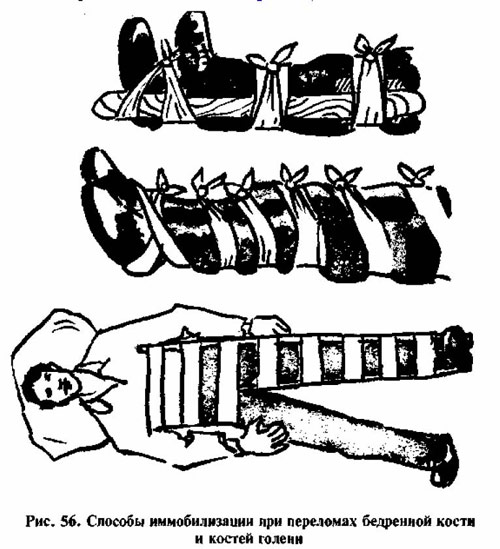 Рис. 56. Способы иммобилизации при переломах бедренной кости
и костей голени